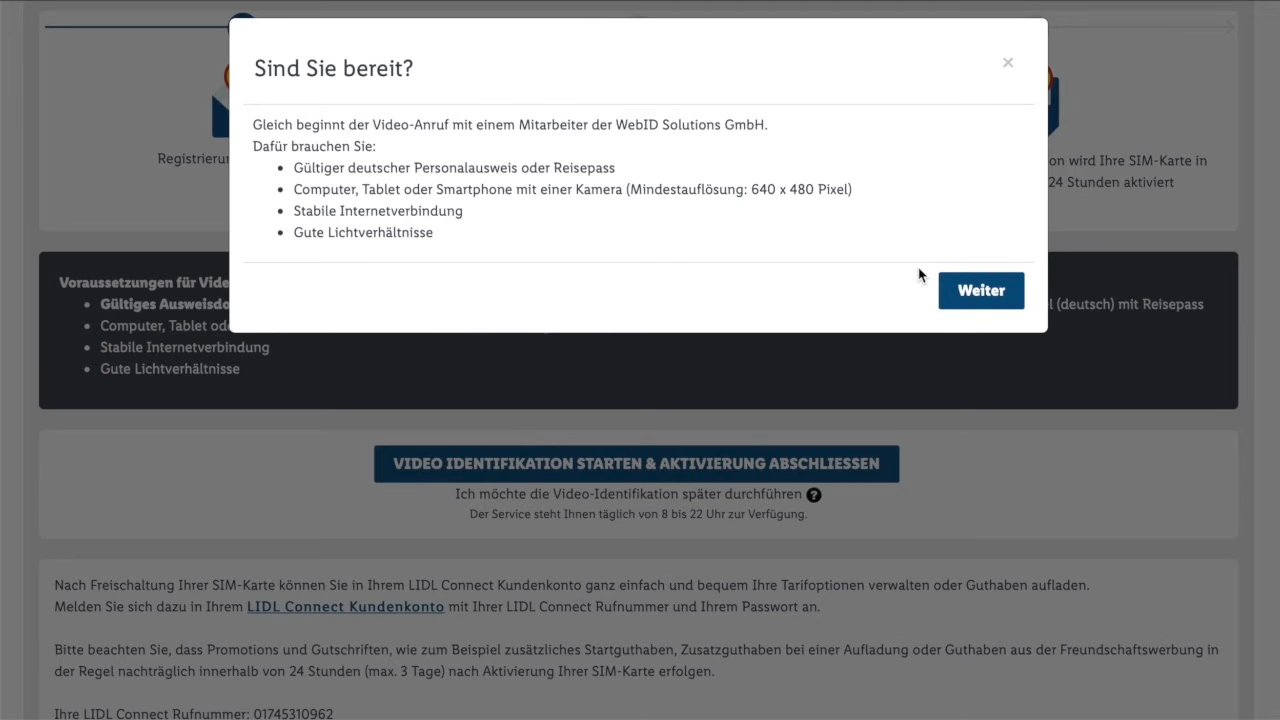 Sind Sie bereit?
×
Gleich beginnt der Video-Anruf mit einem Mitarbeiter der WebID Solutions GmbH.
Dafür brauchen Sie:
• Gültiger deutscher Personalausweis oder Reisepass
• Computer, Tablet oder Smartphone mit einer Kamera (Mindestauflösung: 640 x 480 Pixel)
• Stabile Internetverbindung
• Gute Lichtverhältnisse
Weiter
on wird Ihre SIM-Karte in
24 Stunden aktiviert
Voraussetzungen für
(deutsch) mit Reisepass
• Computer, Tablet
• Stabile Internetverbindung
• Gute Lichtverhältnisse
VIDEO IDENTIFIKATION STARTEN & AKTIVIERUNG ABSCHLIESSEN
Ich möchte die Video-Identifikation später durchführen ?
Der Service steht Ihnen täglich von 8 bis 22 Uhr zur Verfügung.
Nach Freischaltung Ihrer SIM-Karte können Sie in Ihrem LIDL Connect Kundenkonto ganz einfach und bequem Ihre Tarifoptionen verwalten oder Guthaben aufladen.
Melden Sie sich dazu in Ihrem LIDL Connect Kundenkonto mit Ihrer LIDL Connect Rufnummer und Ihrem Passwort an.
Bitte beachten Sie, dass Promotions und Gutschriften, wie zum Beispiel zusätzliches Startguthaben, Zusatzguthaben bei einer Aufladung oder Guthaben aus der Freundschaftswerbung in
der Regel nachträglich innerhalb von 24 Stunden (max. 3 Tage) nach Aktivierung Ihrer SIM-Karte erfolgen.
Ihre LIDL Connect Rufnummer: 01745310962